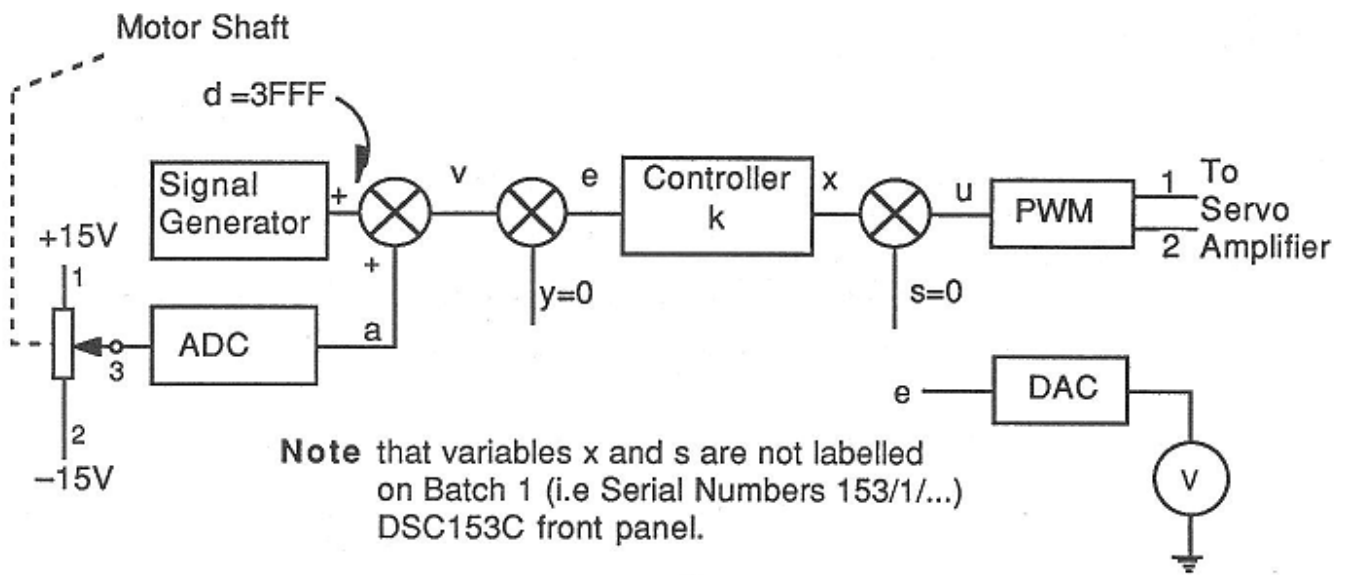 Motor Shaft
d =3FFF
Signal
Generator
+
+
v
y=0
e
Controller
k
x
s=0
u
PWM
1
2
To
Servo
Amplifier
+15V
1
3
2
–15V
ADC
a
e
DAC
V
Note that variables x and s are not labelled
on Batch 1 (i.e Serial Numbers 153/1/...)
DSC153C front panel.